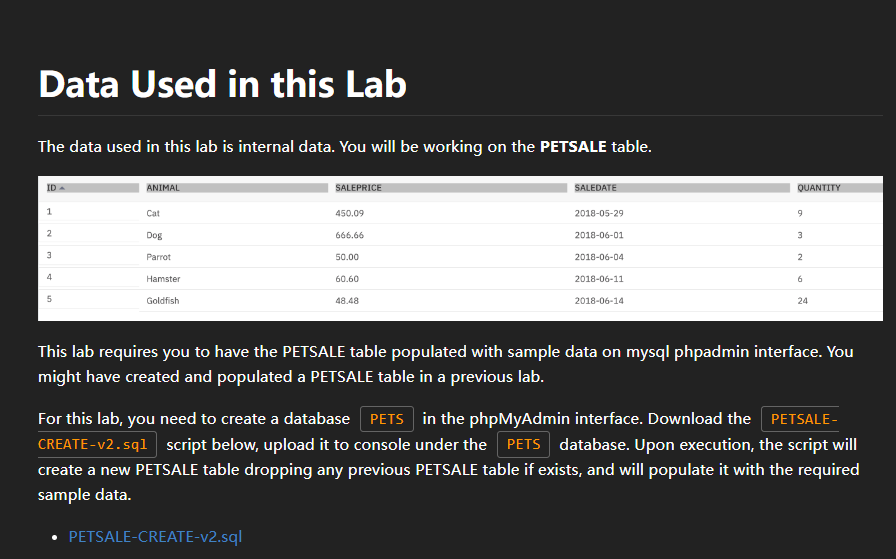 Data Used in this Lab
The data used in this lab is internal data. You will be working on the PETSALE table.
ID ANIMAL SALEPRICE SALEDATE QUANTITY
1 Cat 450.09 2018-05-29 9
2 Dog 666.66 2018-06-01 3
3 Parrot 50.00 2018-06-04 2
4 Hamster 60.60 2018-06-11 6
5 Goldfish 48.48 2018-06-14 24
This lab requires you to have the PETSALE table populated with sample data on mysql phpadmin interface. You
might have created and populated a PETSALE table in a previous lab.
For this lab, you need to create a database PETS in the phpMyAdmin interface. Download the PETSALE-
CREATE-v2.sql script below, upload it to console under the PETS database. Upon execution, the script will
create a new PETSALE table dropping any previous PETSALE table if exists, and will populate it with the required
sample data.
• PETSALE-CREATE-v2.sql